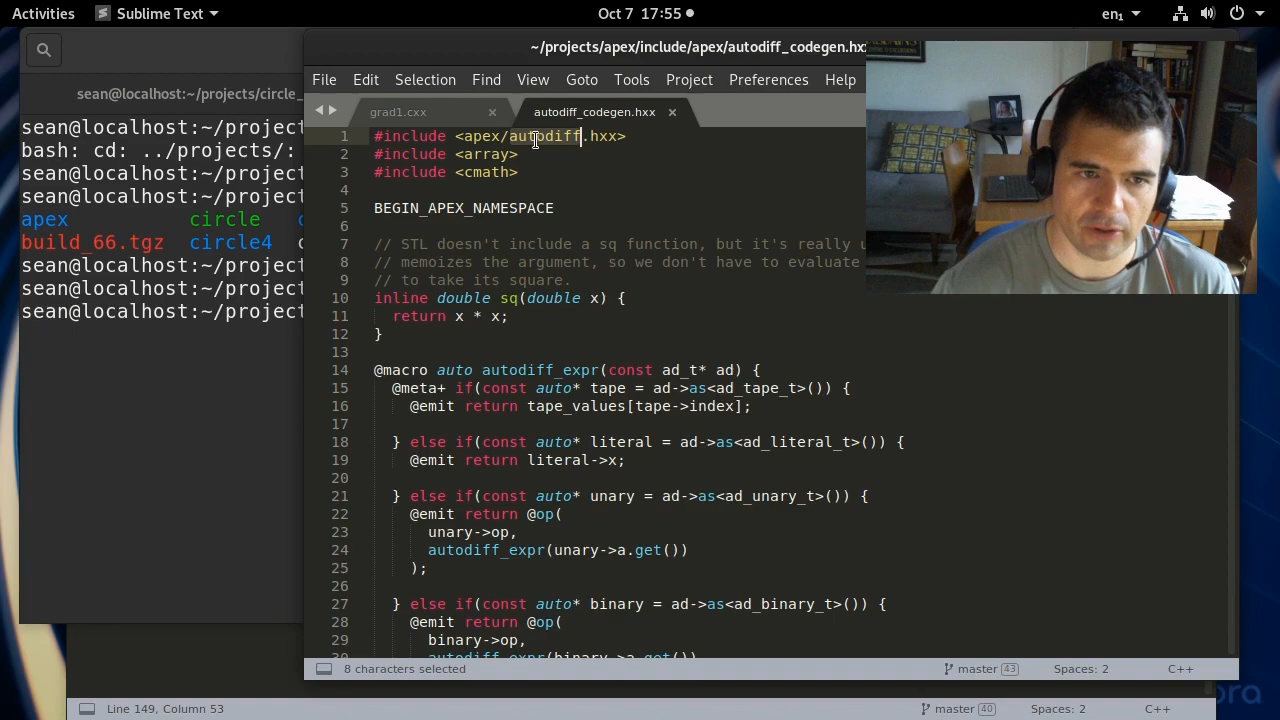 Activities
Sublime Text
Oct 7 17:55
en₁
~/projects/apex/include/apex/autodiff_codegen.hx
sean@localhost:~/projects/circle_
File Edit Selection Find View Goto Tools Project Preferences Help
grad1.cxx
autodiff_codegen.hxx
sean@localhost:~/project
bash: cd: ../projects/:
sean@localhost:~/project
sean@localhost:~/project
apex circle
build_66.tgz circle4
sean@localhost:~/project
sean@localhost:~/project
sean@localhost:~/project
1 #include <apex/autodiff.hxx>
2 #include <array>
3 #include <cmath>
4
5 BEGIN_APEX_NAMESPACE
6
7 // STL doesn't include a sq function, but it's really u
8 // memoizes the argument, so we don't have to evaluate
9 // to take its square.
10 inline double sq(double x) {
11 return x * x;
12 }
13
14 @macro auto autodiff_expr(const ad_t* ad) {
15 @meta+ if(const auto* tape = ad->as<ad_tape_t>()) {
16 @emit return tape_values[tape->index];
17
18 } else if(const auto* literal = ad->as<ad_literal_t>()) {
19 @emit return literal->x;
20
21 } else if(const auto* unary = ad->as<ad_unary_t>()) {
22 @emit return @op(
23 unary->op,
24 autodiff_expr(unary->a.get())
25 );
26
27 } else if(const auto* binary = ad->as<ad_binary_t>()) {
28 @emit return @op(
29 binary->op,
30 autodiff_expr(binary->a.get())
8 characters selected
master 43
Spaces: 2
C++
Line 149, Column 53
master 40
Spaces: 2
C++
ora